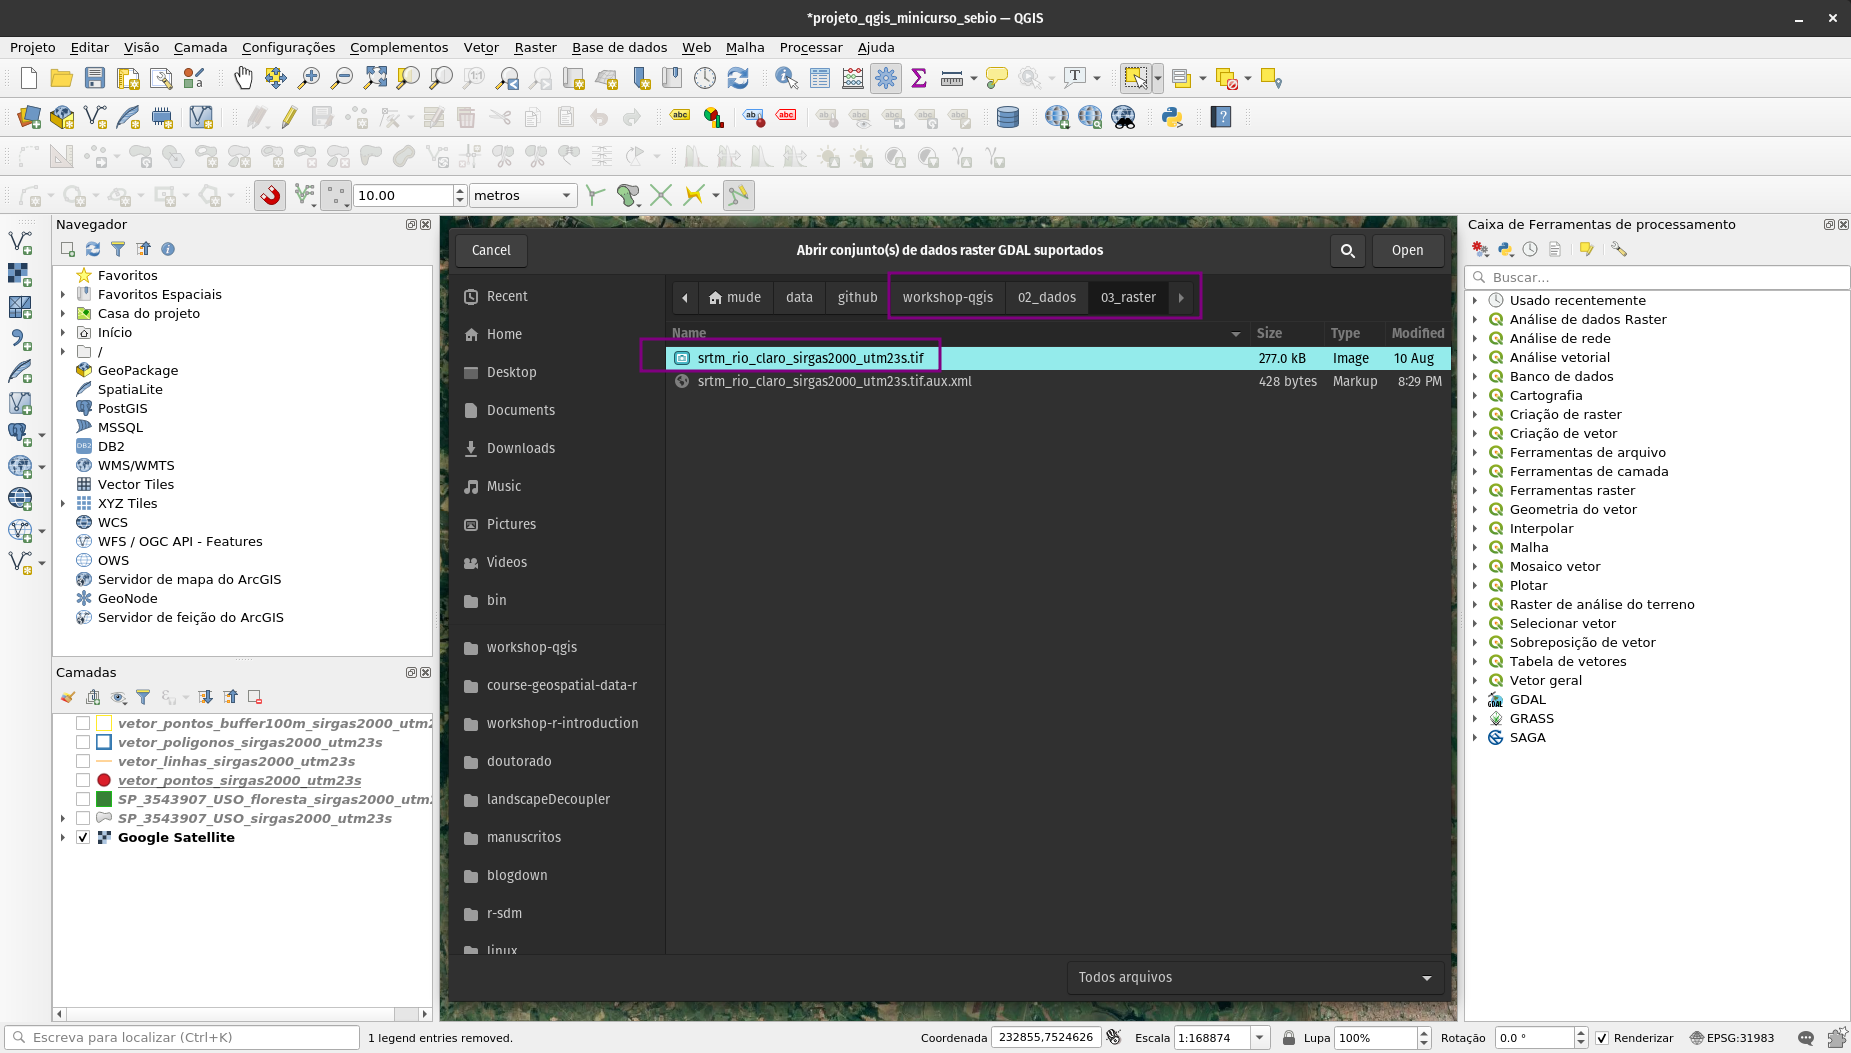 *projeto_qgis_minicurso_sebio — QGIS
Projeto Editar Visão Camada Configurações Complementos Vetor Raster Base de dados Web Malha Processar Ajuda
10.00 metros
Navegador
Favoritos
Favoritos Espaciais
Casa do projeto
Início
/
GeoPackage
SpatiaLite
PostGIS
MSSQL
DB2
WMS/WMTS
Vector Tiles
XYZ Tiles
WCS
WFS / OGC API - Features
OWS
Servidor de mapa do ArcGIS
GeoNode
Servidor de feição do ArcGIS
Camadas
vetor_pontos_buffer100m_sirgas2000_utm2
vetor_poligonos_sirgas2000_utm23s
vetor_linhas_sirgas2000_utm23s
vetor_pontos_sirgas2000_utm23s
SP_3543907_USO_floresta_sirgas2000_utm2
SP_3543907_USO_sirgas2000_utm23s
Google Satellite
Cancel Abrir conjunto(s) de dados raster GDAL suportados Open
Recent
Home
Desktop
Documents
Downloads
Music
Pictures
Videos
bin
workshop-qgis
course-geospatial-data-r
workshop-r-introduction
doutorado
landscapeDecoupler
manuscritos
blogdown
r-sdm
linux
mude data github workshop-qgis 02_dados 03_raster
Name Size Type Modified
srtm_rio_claro_sirgas2000_utm23s.tif 277.0 kB Image 10 Aug
srtm_rio_claro_sirgas2000_utm23s.tif.aux.xml 428 bytes Markup 8:29 PM
Todos arquivos
Caixa de Ferramentas de processamento
Buscar...
Usado recentemente
Análise de dados Raster
Análise de rede
Análise vetorial
Banco de dados
Cartografia
Criação de raster
Criação de vetor
Ferramentas de arquivo
Ferramentas de camada
Ferramentas raster
Geometria do vetor
Interpolar
Malha
Mosaico vetor
Plotar
Raster de análise do terreno
Selecionar vetor
Sobreposição de vetor
Tabela de vetores
Vetor geral
GDAL
GRASS
SAGA
Escreva para localizar (Ctrl+K) 1 legend entries removed. Coordenada 232855,7524626 Escala 1:168874 Lupa 100% Rotação 0.0 ° Renderizar EPSG:31983